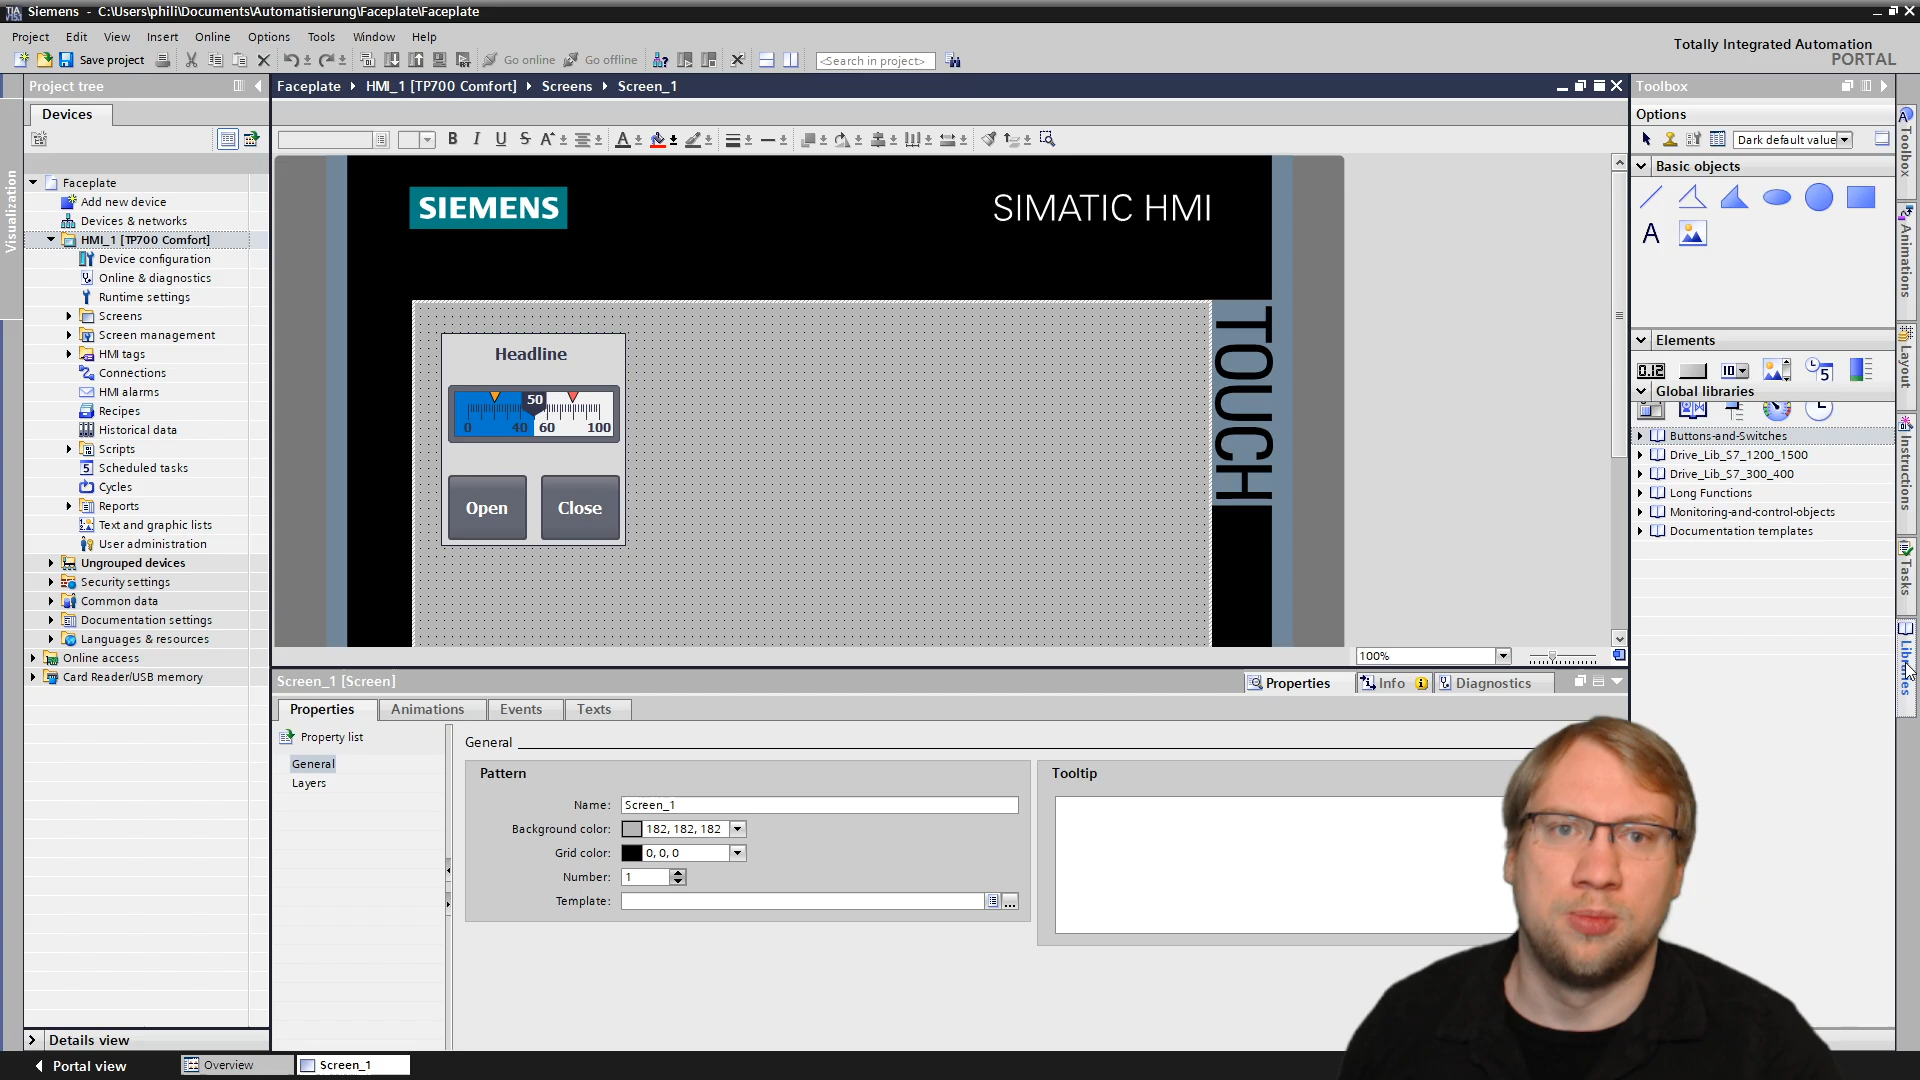 Siemens - C:\Users\phili\Documents\Automatisierung\Faceplate\Faceplate
Project Edit View Insert Online Options Tools Window Help
Totally Integrated Automation
PORTAL
Save project
Go online
Go offline
<Search in project>
Project tree
Faceplate HMI_1 [TP700 Comfort] Screens Screen_1
Toolbox
Devices
Options
Dark default value
Visualization
Faceplate
Add new device
Devices & networks
HMI_1 [TP700 Comfort]
Device configuration
Online & diagnostics
Runtime settings
Screens
Screen management
HMI tags
Connections
HMI alarms
Recipes
Historical data
Scripts
Scheduled tasks
Cycles
Reports
Text and graphic lists
User administration
Ungrouped devices
Security settings
Common data
Documentation settings
Languages & resources
Online access
Card Reader/USB memory
Details view
B I U S A A
SIEMENS
SIMATIC HMI
TOUCH
Headline
50
0 40 60 100
Open
Close
100%
Basic objects
A
Elements
0.12
10
5
Global libraries
Buttons-and-Switches
Drive_Lib_S7_1200_1500
Drive_Lib_S7_300_400
Long Functions
Monitoring-and-control-objects
Documentation templates
Toolbox
Animations
Layout
Instructions
Tasks
Libraries
Screen_1 [Screen]
Properties
Info
Diagnostics
Properties
Animations
Events
Texts
Property list
General
Layers
General
Pattern
Name: Screen_1
Background color: 182, 182, 182
Grid color: 0, 0, 0
Number: 1
Template:
...
Tooltip
Portal view
Overview
Screen_1